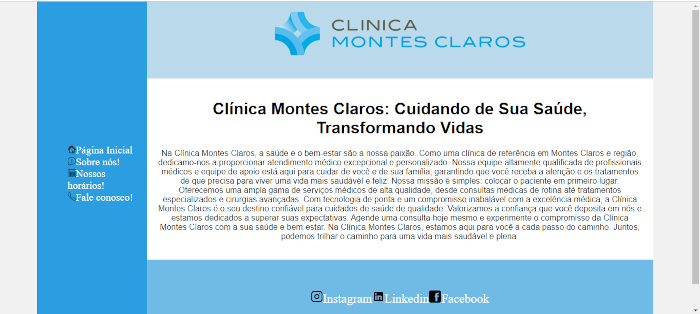 CLINICA
MONTES CLAROS
Página Inicial
Sobre nós!
Nossos
horários!
Fale conosco!
Clínica Montes Claros: Cuidando de Sua Saúde,
Transformando Vidas
Na Clínica Montes Claros, a saúde e o bem-estar são a nossa paixão. Como uma clínica de referência em Montes Claros e região,
dedicamo-nos a proporcionar atendimento médico excepcional e personalizado. Nossa equipe altamente qualificada de profissionais
médicos e equipe de apoio está aqui para cuidar de você e de sua família, garantindo que você receba a atenção e os tratamentos
de que precisa para viver uma vida mais saudável e feliz. Nossa missão é simples: colocar o paciente em primeiro lugar.
Oferecemos uma ampla gama de serviços médicos de alta qualidade, desde consultas médicas de rotina até tratamentos
especializados e cirurgias avançadas. Com tecnologia de ponta e um compromisso inabalável com a excelência médica, a Clínica
Montes Claros é o seu destino confiável para cuidados de saúde de qualidade. Valorizamos a confiança que você deposita em nós e
estamos dedicados a superar suas expectativas. Agende uma consulta hoje mesmo e experimente o compromisso da Clínica
Montes Claros com a sua saúde e bem-estar. Na Clínica Montes Claros, estamos aqui para você a cada passo do caminho. Juntos,
podemos trilhar o caminho para uma vida mais saudável e plena.
Instagram Linkedin Facebook